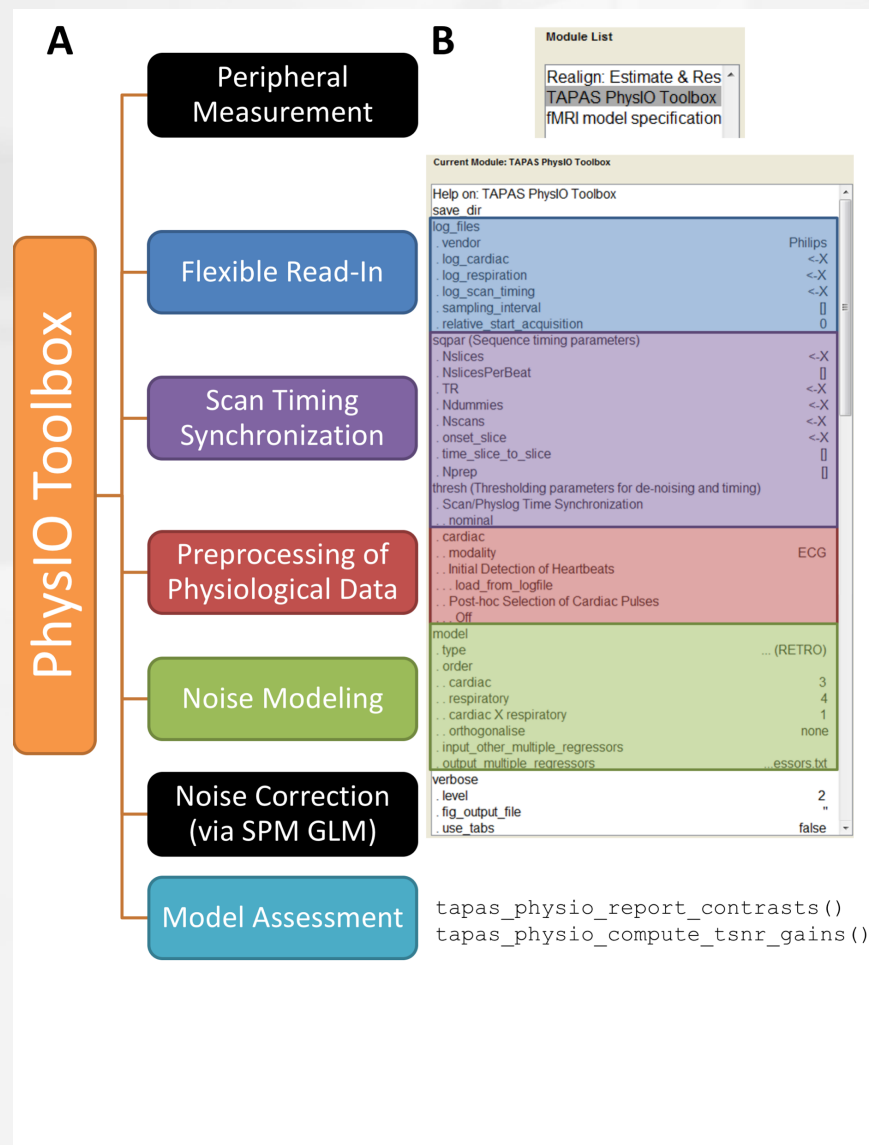 A
PhysIO Toolbox
Peripheral
Measurement
Flexible Read-In
Scan Timing
Synchronization
Preprocessing of
Physiological Data
Noise Modeling
Noise Correction
(via SPM GLM)
Model Assessment
B
Module List
Realign: Estimate & Res
TAPAS PhysIO Toolbox
fMRI model specification
Current Module: TAPAS PhysIO Toolbox
Help on: TAPAS PhysIO Toolbox
save_dir
log_files
. vendor Philips
. log_cardiac <-X
. log_respiration <-X
. log_scan_timing <-X
. sampling_interval []
. relative_start_acquisition 0
sqpar (Sequence timing parameters)
. Nslices <-X
. NslicesPerBeat []
. TR <-X
. Ndummies <-X
. Nscans <-X
. onset_slice <-X
. time_slice_to_slice []
. Nprep []
thresh (Thresholding parameters for de-noising and timing)
. Scan/Physlog Time Synchronization
. . nominal
. cardiac
. . modality ECG
. . Initial Detection of Heartbeats
. . . load_from_logfile
. . Post-hoc Selection of Cardiac Pulses
. . . Off
model
. type ... (RETRO)
. order
. . cardiac 3
. . respiratory 4
. . cardiac X respiratory 1
. . orthogonalise none
. input_other_multiple_regressors
. output_multiple_regressors ...essors.txt
verbose
. level 2
. fig_output_file ''
. use_tabs false
tapas_physio_report_contrasts()
tapas_physio_compute_tsnr_gains()